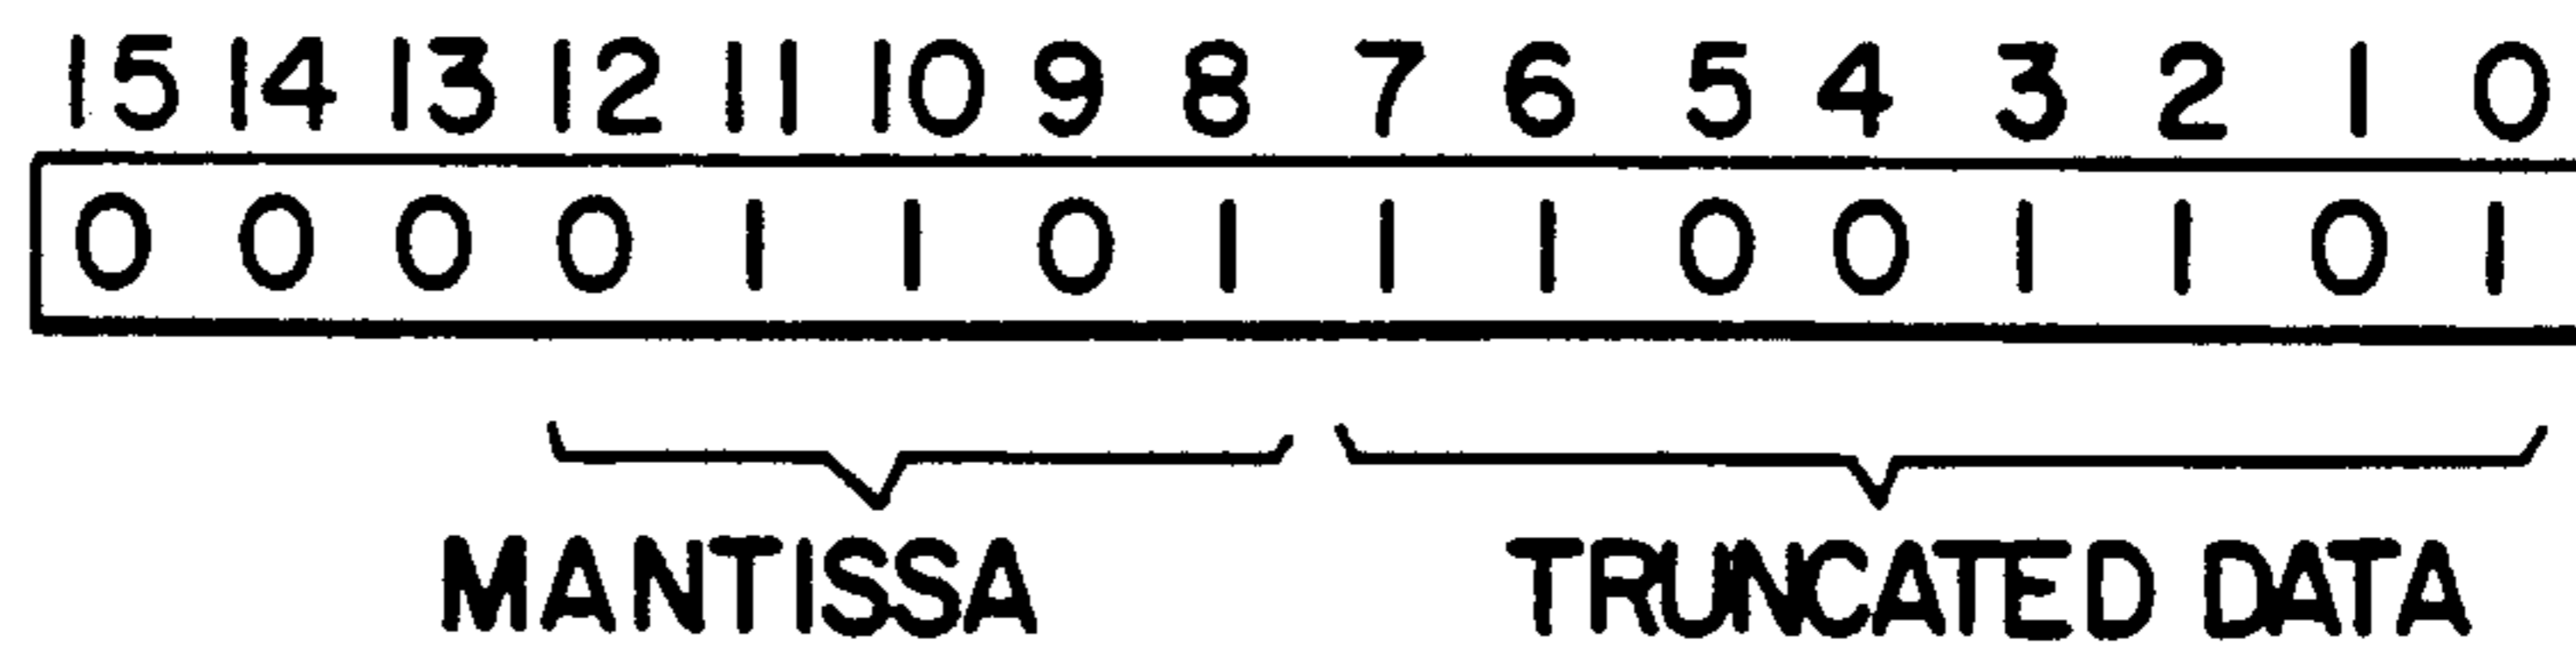 15 14 13 12 11 10 9 8 7 6 5 4 3 2 1 0
0 0 0 0 1 1 0 1 1 1 0 0 1 1 0 1
MANTISSA TRUNCATED DATA